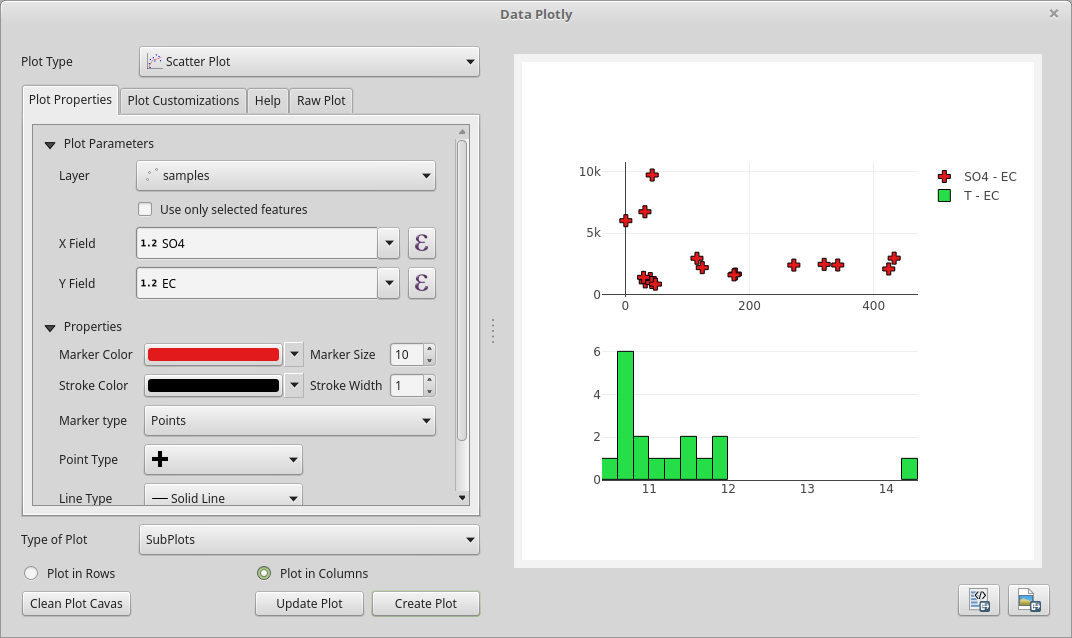 Data Plotly
Plot Type
Scatter Plot
Plot Properties
Plot Customizations
Help
Raw Plot
Plot Parameters
Layer
samples
Use only selected features
X Field
1.2 SO4
ε
Y Field
1.2 EC
ε
Properties
Marker Color
Marker Size
10
Stroke Color
Stroke Width
1
Marker type
Points
Point Type
Line Type
Solid Line
Type of Plot
SubPlots
Plot in Rows
Plot in Columns
Clean Plot Cavas
Update Plot
Create Plot
10k
5k
0
0
200
400
SO4 - EC
T - EC
6
4
2
0
11
12
13
14